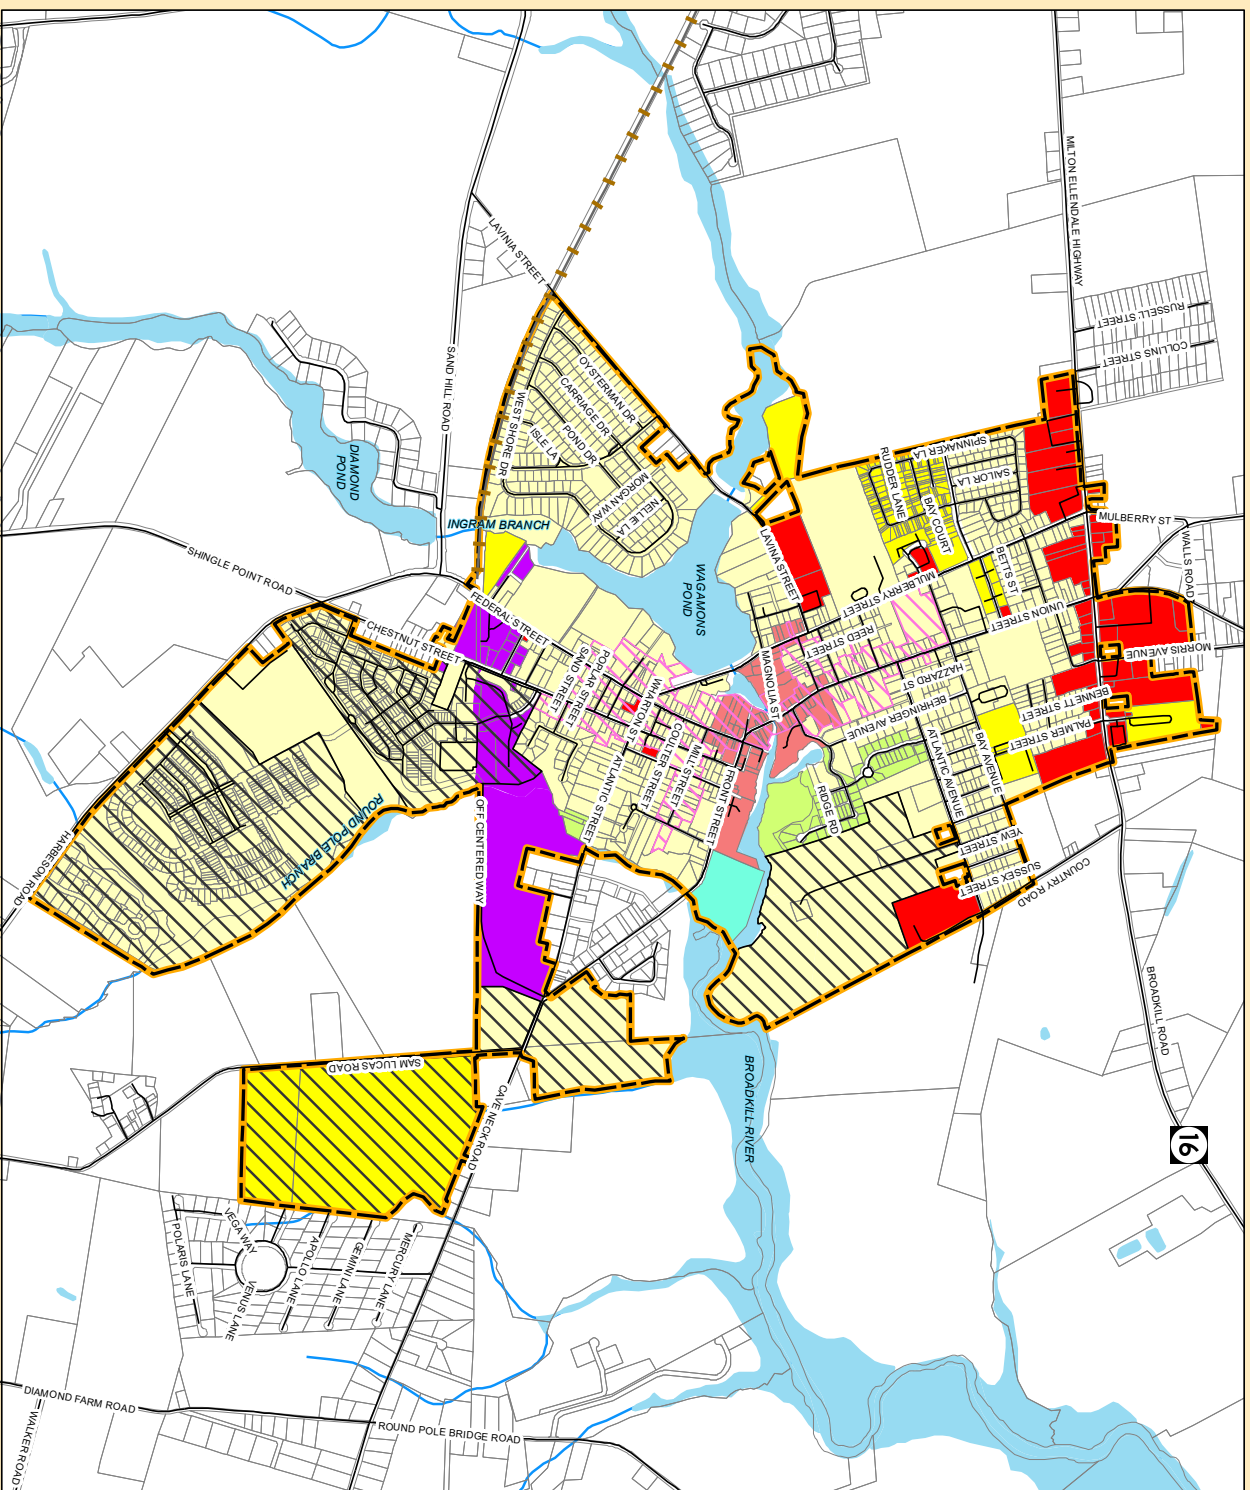 MILTON ELLENDALE HIGHWAY
LAVINIA STREET
RUSSELL STREET
COLLINS STREET
SAND HILL ROAD
OYSTERMAN DR
CARRIAGE DR
POND DR
WEST SHORE DR
ISLE LA
MORGAN WAY
NELLIE LA
DIAMOND
POND
INGRAM BRANCH
SPINNAKER LA
SAILOR LA
RUDDER LANE
BAY COURT
MULBERRY ST
WALLS ROAD
SHINGLE POINT ROAD
LAVINA STREET
WAGAMONS
POND
BETTS ST
MULBERRY STREET
UNION STREET
FEDERAL STREET
CHESTNUT STREET
REED STREET
MORRIS AVENUE
POPLAR STREET
SAND STREET
MAGNOLIA ST
HAZZARD ST
WHARTON ST
BEHRINGER AVENUE
BENNETT STREET
PALMER STREET
COULTER STREET
MILL STREET
ATLANTIC STREET
FRONT STREET
ATLANTIC AVENUE
BAY AVENUE
RIDGE RD
YEW STREET
SUSSEX STREET
COUNTRY ROAD
ROUND POLE BRANCH
HARBESON ROAD
OFF CENTERED WAY
BROADKILL ROAD
SAM LUCAS ROAD
CAVE NECK ROAD
BROADKILL RIVER
16
VEGA WAY
POLARIS LANE
VENUS LANE
APOLLO LANE
GEMINI LANE
MERCURY LANE
DIAMOND FARM ROAD
WALKER ROAD
ROUND POLE BRIDGE ROAD